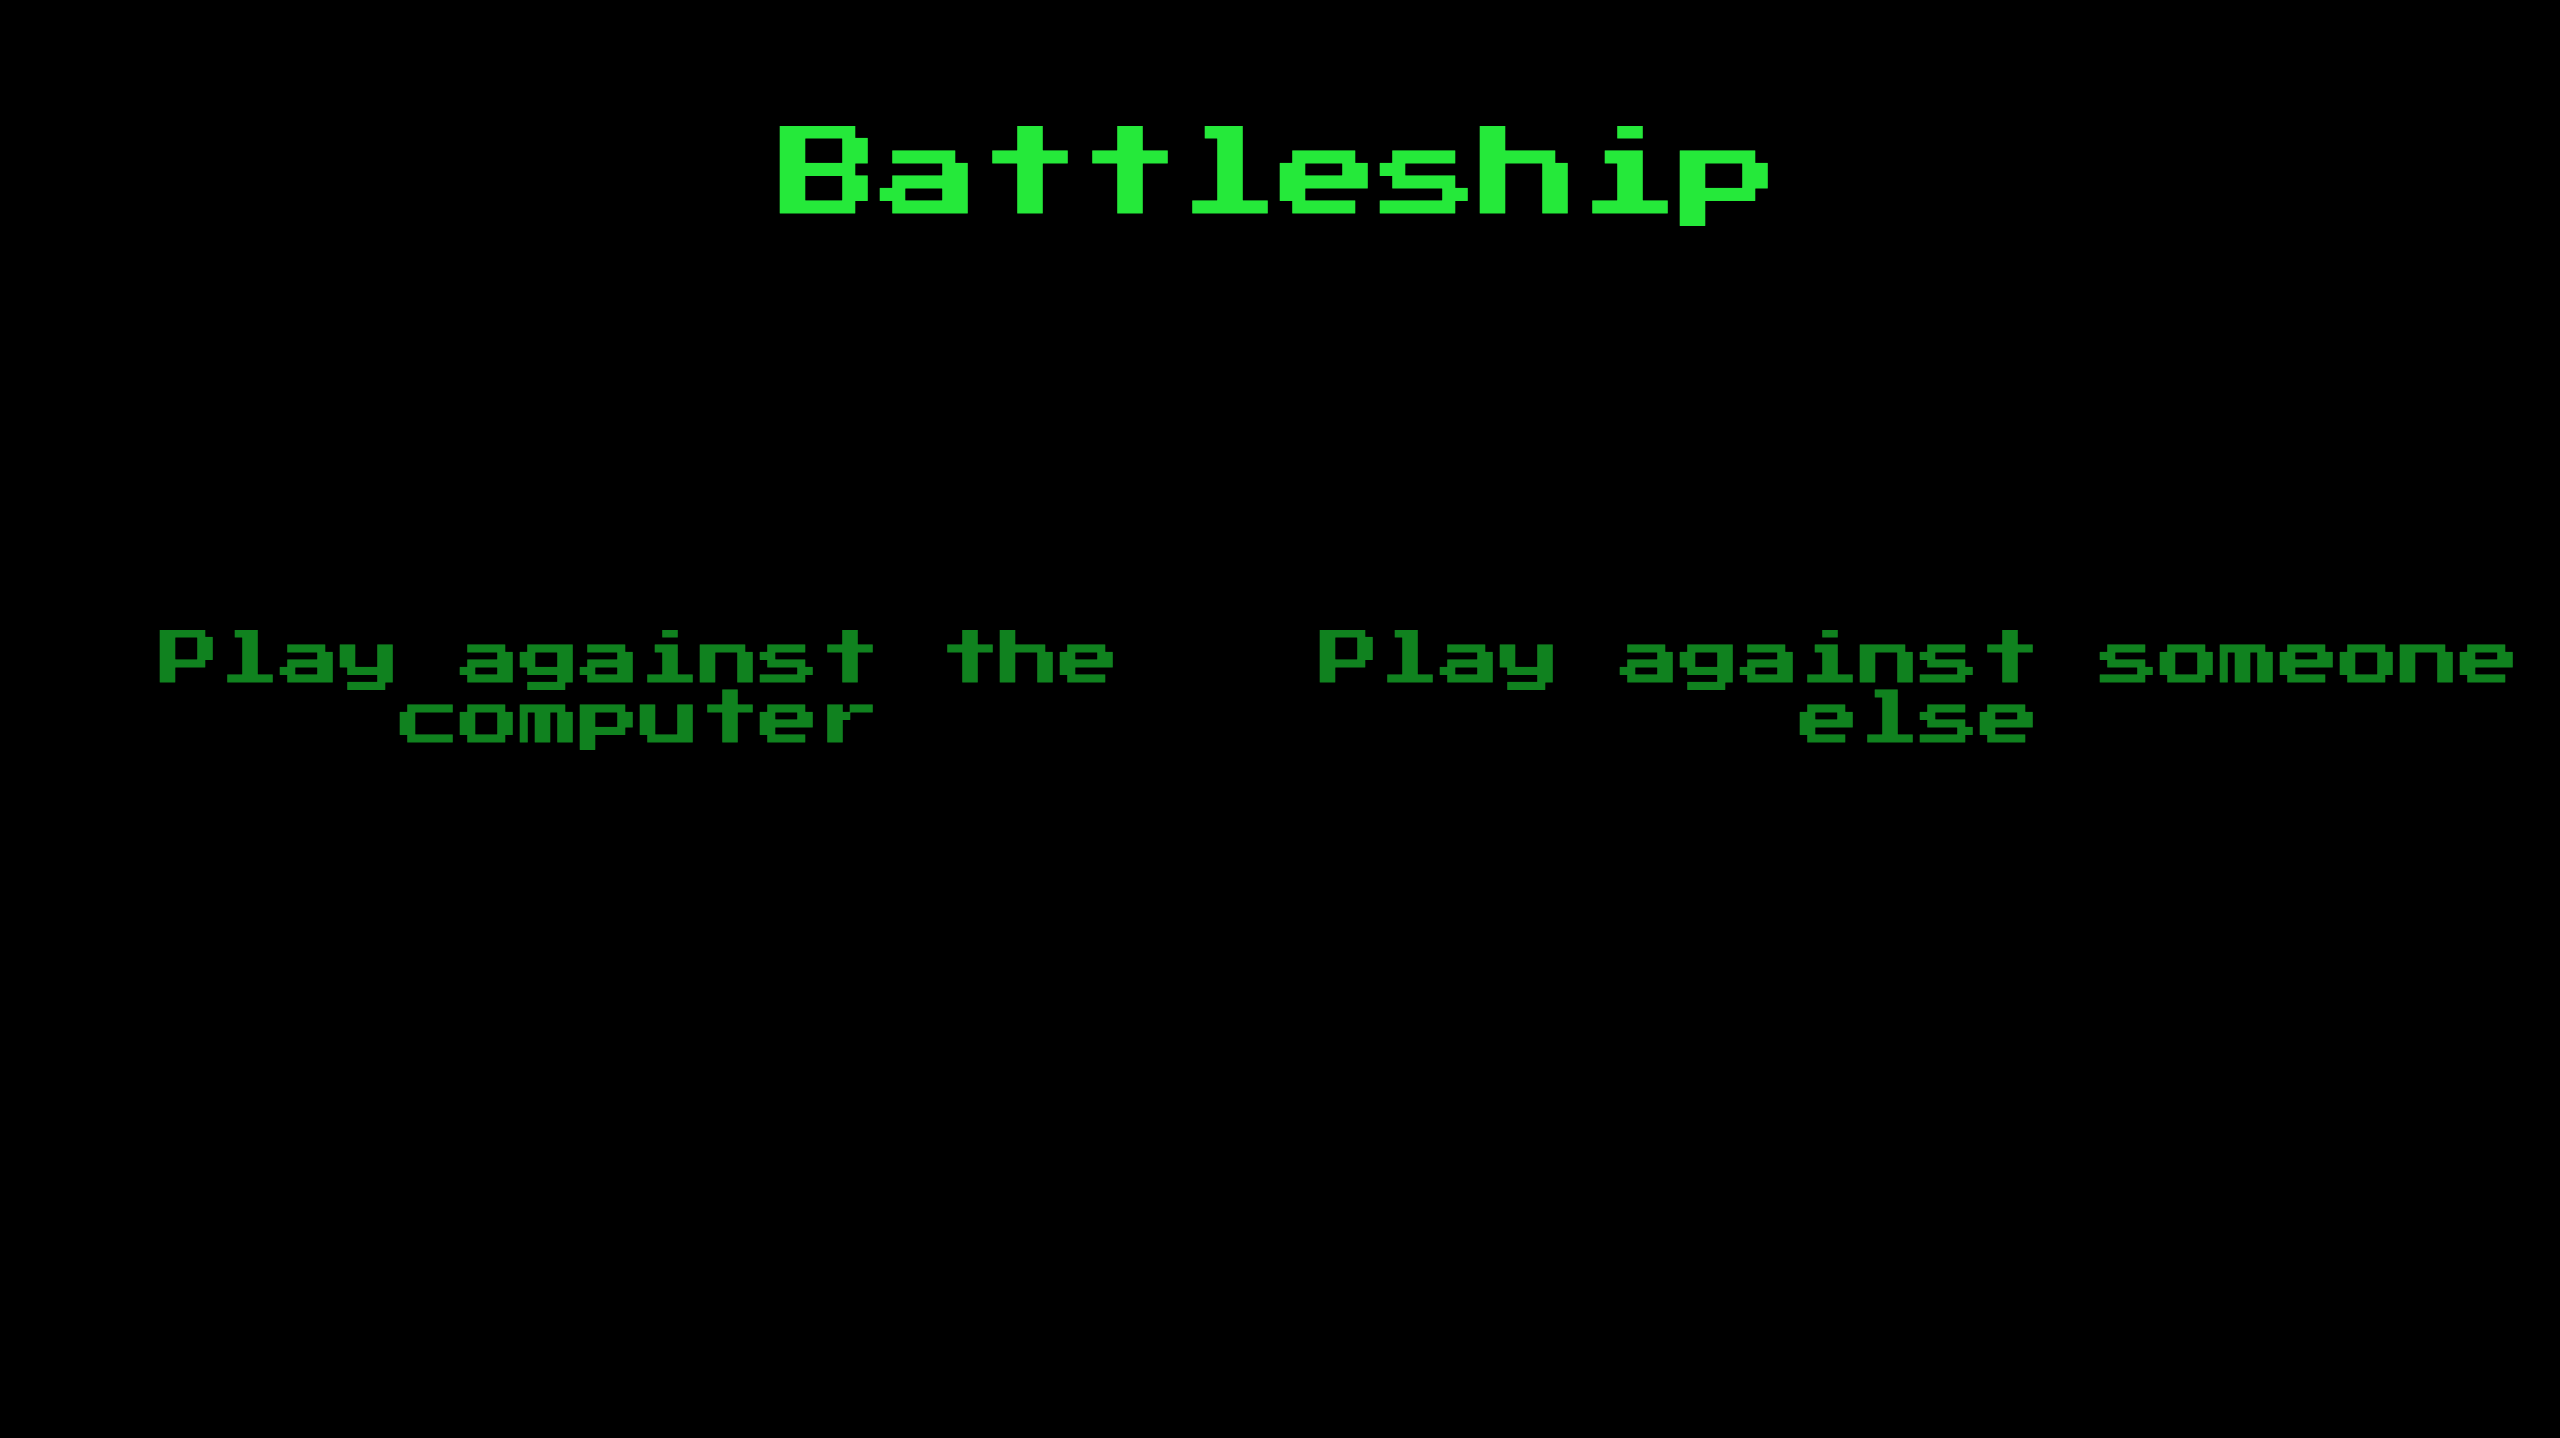 Battleship
Play against the
computer
Play against someone
else